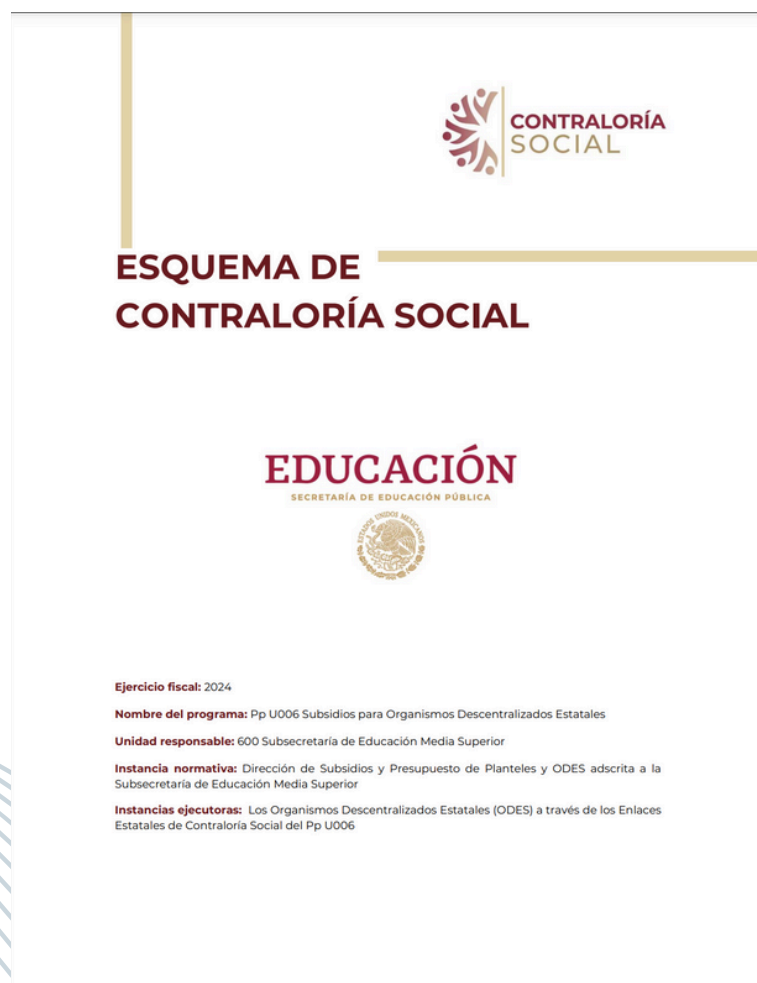 CONTRALORÍA
SOCIAL
ESQUEMA DE
CONTRALORÍA SOCIAL
EDUCACIÓN
SECRETARÍA DE EDUCACIÓN PÚBLICA
ESTADOS UNIDOS MEXICANOS
Ejercicio fiscal: 2024
Nombre del programa: Pp U006 Subsidios para Organismos Descentralizados Estatales
Unidad responsable: 600 Subsecretaría de Educación Media Superior
Instancia normativa: Dirección de Subsidios y Presupuesto de Planteles y ODES adscrita a la
Subsecretaría de Educación Media Superior
Instancias ejecutoras: Los Organismos Descentralizados Estatales (ODES) a través de los Enlaces
Estatales de Contraloría Social del Pp U006